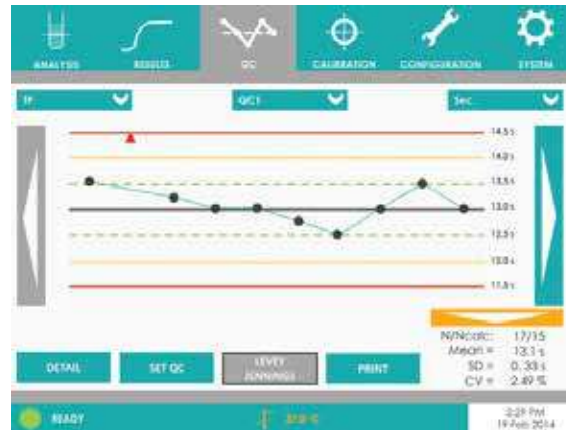 ANALYSIS RESULTS QC CALIBRATION CONFIGURATION SYSTEM
QC1 Sec.
14.5 s
14.0 s
13.5 s
13.0 s
12.5 s
12.0 s
11.5 s
N/Ncalc: 17/15
Mean = 13.1 s
SD = 0.33 s
CV = 2.49 %
DETAIL SET QC LEVEY JENNINGS PRINT
READY
2:29 PM
19 Feb 2014